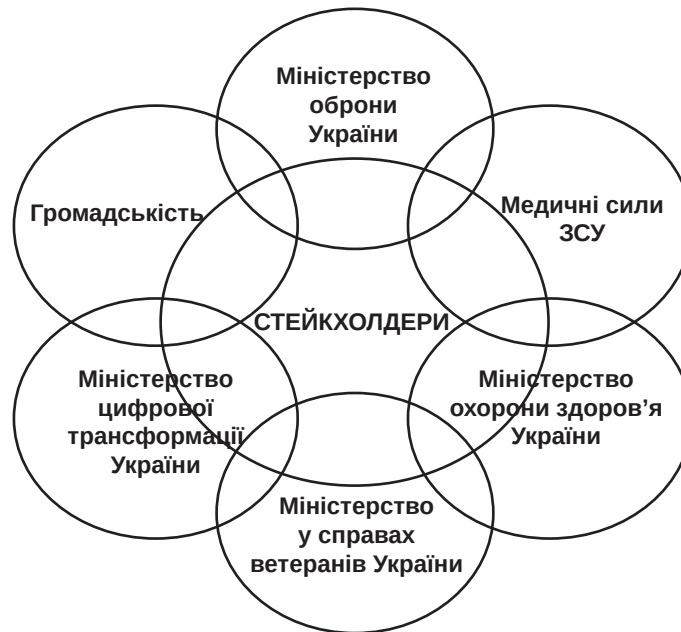 Міністерство
оброни
України
Громадськість
Медичні сили
ЗСУ
СТЕЙКХОЛДЕРИ
Міністерство
цифрової
трансформації
України
Міністерство
охорони здоров’я
України
Міністерство
у справах
ветеранів України